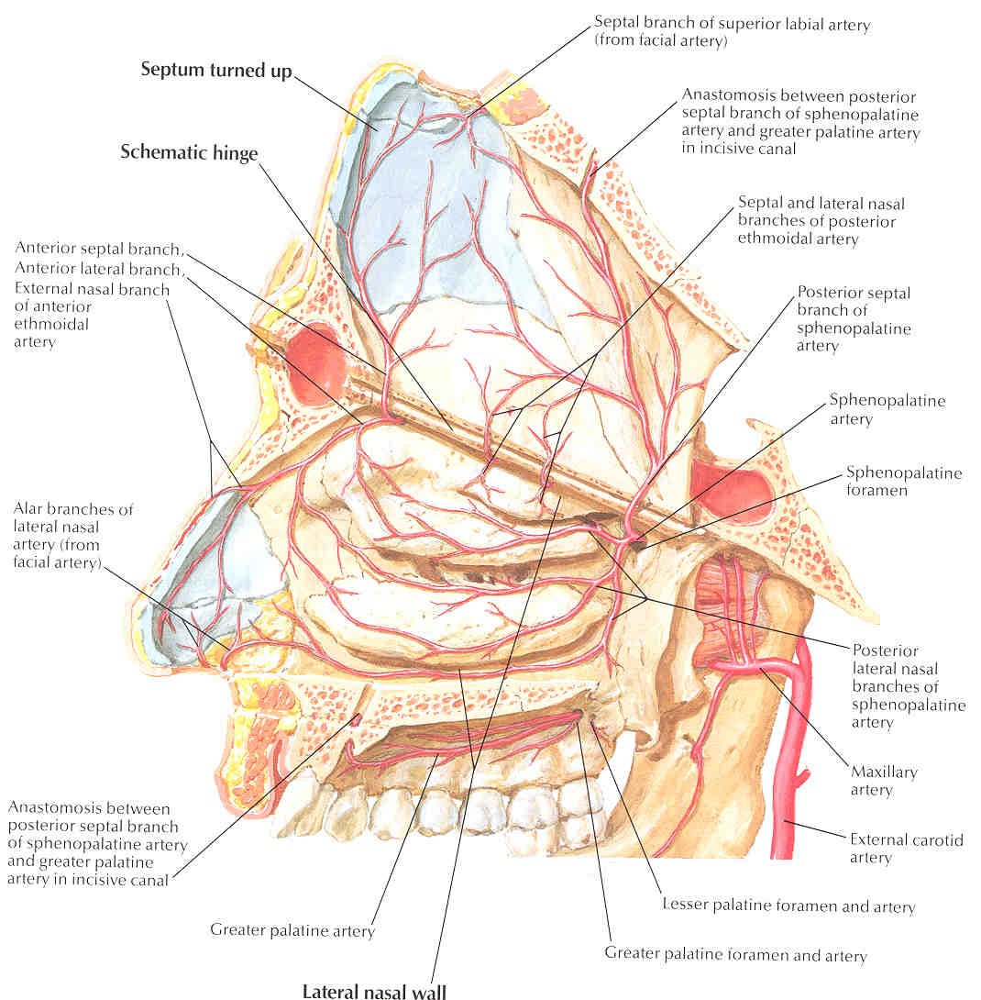 Septal branch of superior labial artery
(from facial artery)
Septum turned up
Anastomosis between posterior
septal branch of sphenopalatine
artery and greater palatine artery
in incisive canal
Schematic hinge
Septal and lateral nasal
branches of posterior
ethmoidal artery
Anterior septal branch,
Anterior lateral branch,
External nasal branch
of anterior
ethmoidal
artery
Posterior septal
branch of
sphenopalatine
artery
Sphenopalatine
artery
Sphenopalatine
foramen
Alar branches of
lateral nasal
artery (from
facial artery)
Posterior
lateral nasal
branches of
sphenopalatine
artery
Maxillary
artery
Anastomosis between
posterior septal branch
of sphenopalatine artery
and greater palatine
artery in incisive canal
External carotid
artery
Lesser palatine foramen and artery
Greater palatine artery
Greater palatine foramen and artery
Lateral nasal wall